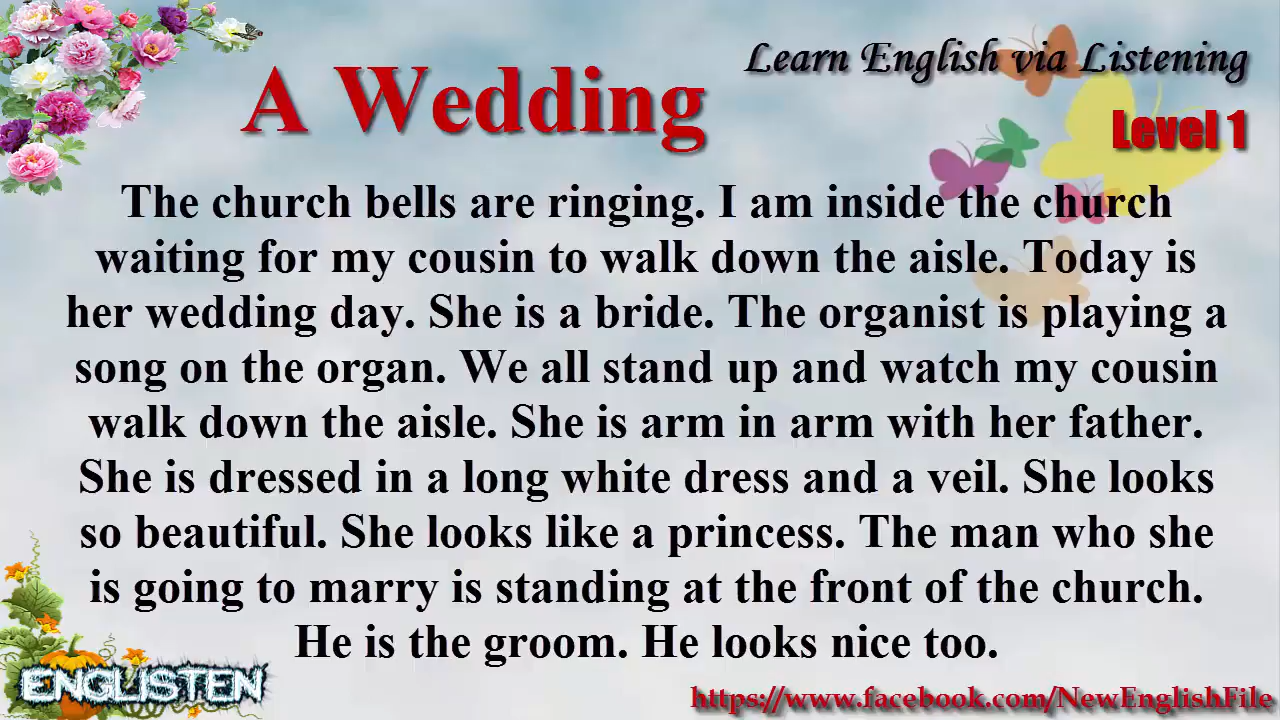 Learn English via Listening
A Wedding
Level 1
The church bells are ringing. I am inside the church
waiting for my cousin to walk down the aisle. Today is
her wedding day. She is a bride. The organist is playing a
song on the organ. We all stand up and watch my cousin
walk down the aisle. She is arm in arm with her father.
She is dressed in a long white dress and a veil. She looks
so beautiful. She looks like a princess. The man who she
is going to marry is standing at the front of the church.
He is the groom. He looks nice too.
ENGLISTEN
https://www.facebook.com/NewEnglishFile